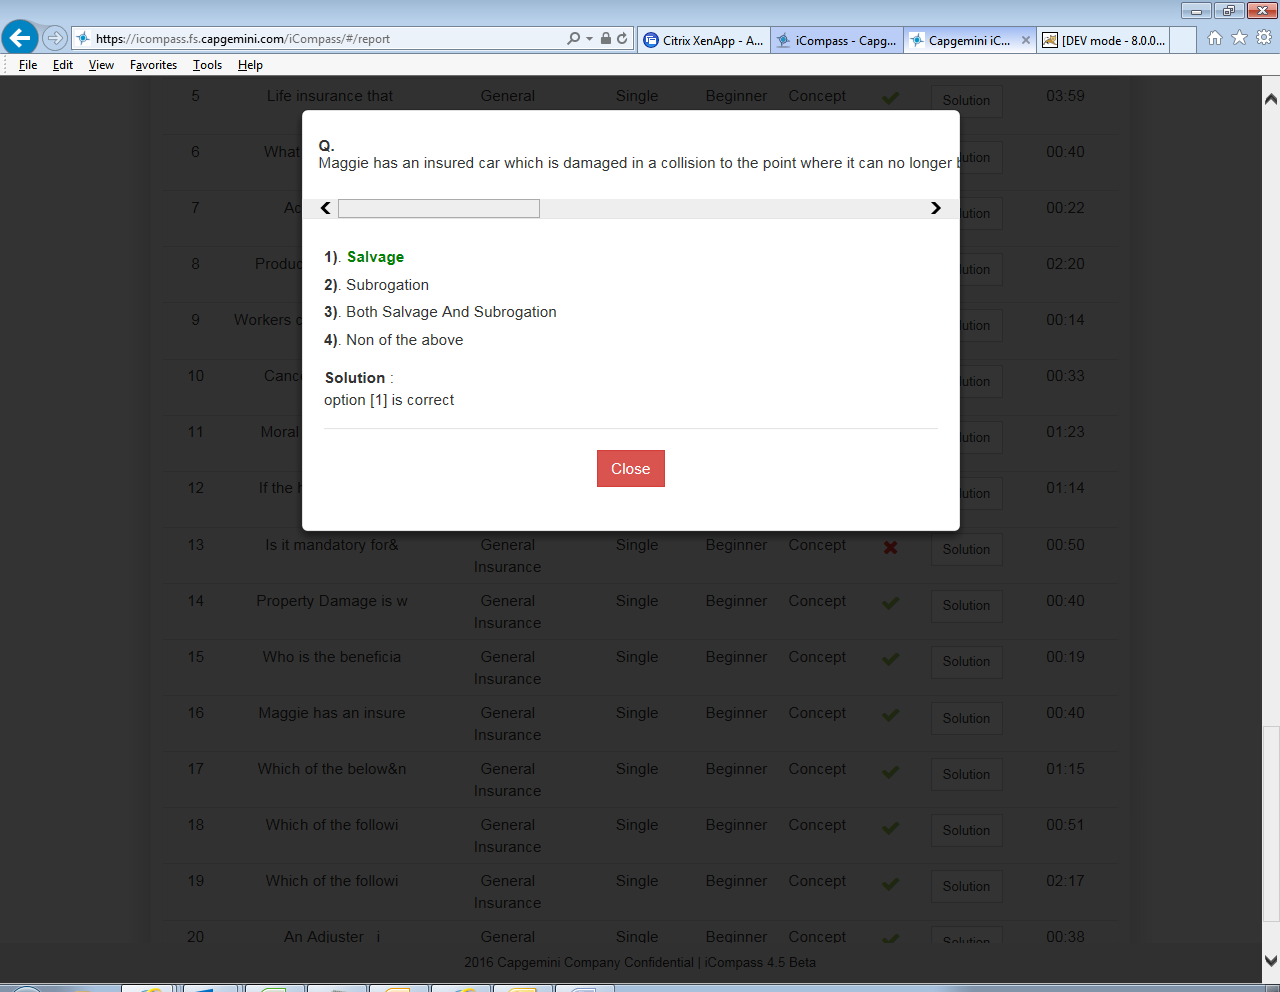 https://icompass.fs.capgemini.com/iCompass/#/report
Citrix XenApp - A...
iCompass - Capg...
Capgemini iC...
[DEV mode - 8.0.0...
File Edit View Favorites Tools Help
5 Life insurance that General Single Beginner Concept Solution 03:59
Q.
Maggie has an insured car which is damaged in a collision to the point where it can no longer
6 What ution 00:40
7 Ac ution 00:22
1). Salvage
2). Subrogation
3). Both Salvage And Subrogation
4). Non of the above
Solution :
option [1] is correct
Close
8 Produc ution 02:20
9 Workers c ution 00:14
10 Canc ution 00:33
11 Moral ution 01:23
12 If the ution 01:14
13 Is it mandatory for& General Insurance Single Beginner Concept Solution 00:50
14 Property Damage is w General Insurance Single Beginner Concept Solution 00:40
15 Who is the beneficia General Insurance Single Beginner Concept Solution 00:19
16 Maggie has an insure General Insurance Single Beginner Concept Solution 00:40
17 Which of the below&n General Insurance Single Beginner Concept Solution 01:15
18 Which of the followi General Insurance Single Beginner Concept Solution 00:51
19 Which of the followi General Insurance Single Beginner Concept Solution 02:17
20 An Adjuster i General Single Beginner Concept Solution 00:38
2016 Capgemini Company Confidential | iCompass 4.5 Beta